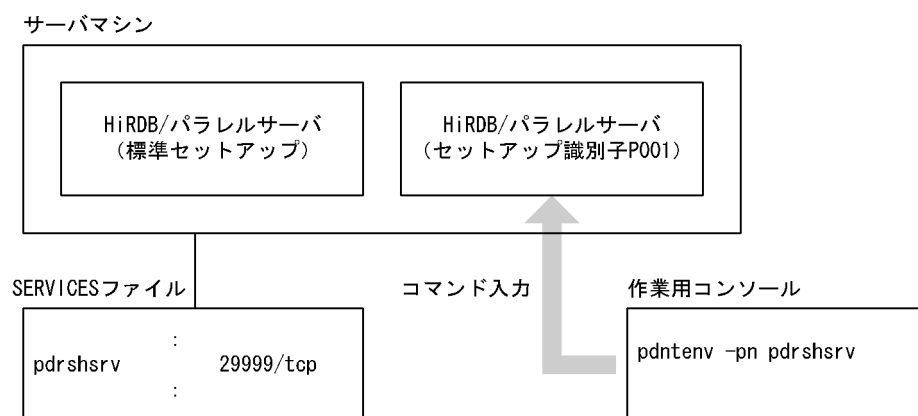 サーバマシン
HiRDB/パラレルサーバ
(標準セットアップ)
HiRDB/パラレルサーバ
(セットアップ識別子P001)
SERVICESファイル
コマンド入力
作業用コンソール
:
pdrshsrv 29999/tcp
:
pdntenv -pn pdrshsrv